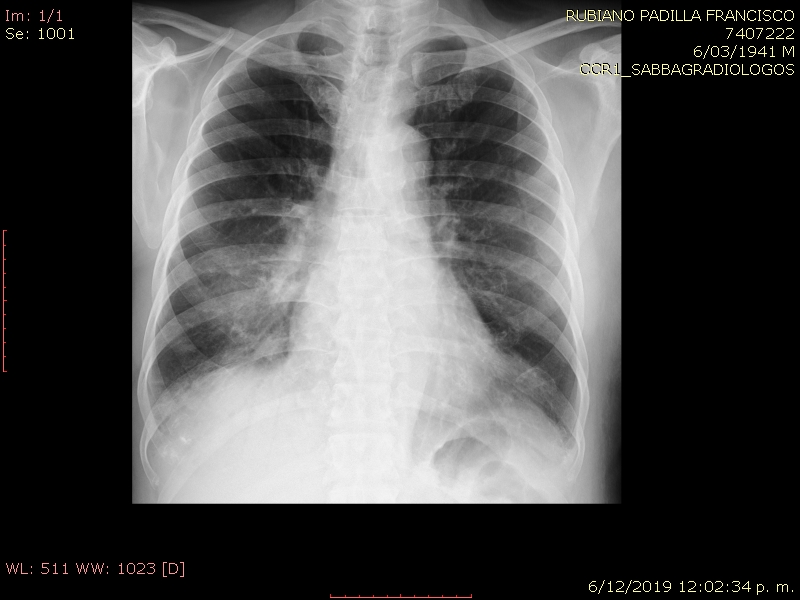 Im: 1/1
Se: 1001
RUBIANO PADILLA FRANCISCO
7407222
6/03/1941 M
CCR1_SABBAGRADIOLOGOS
WL: 511 WW: 1023 [D]
6/12/2019 12:02:34 p. m.